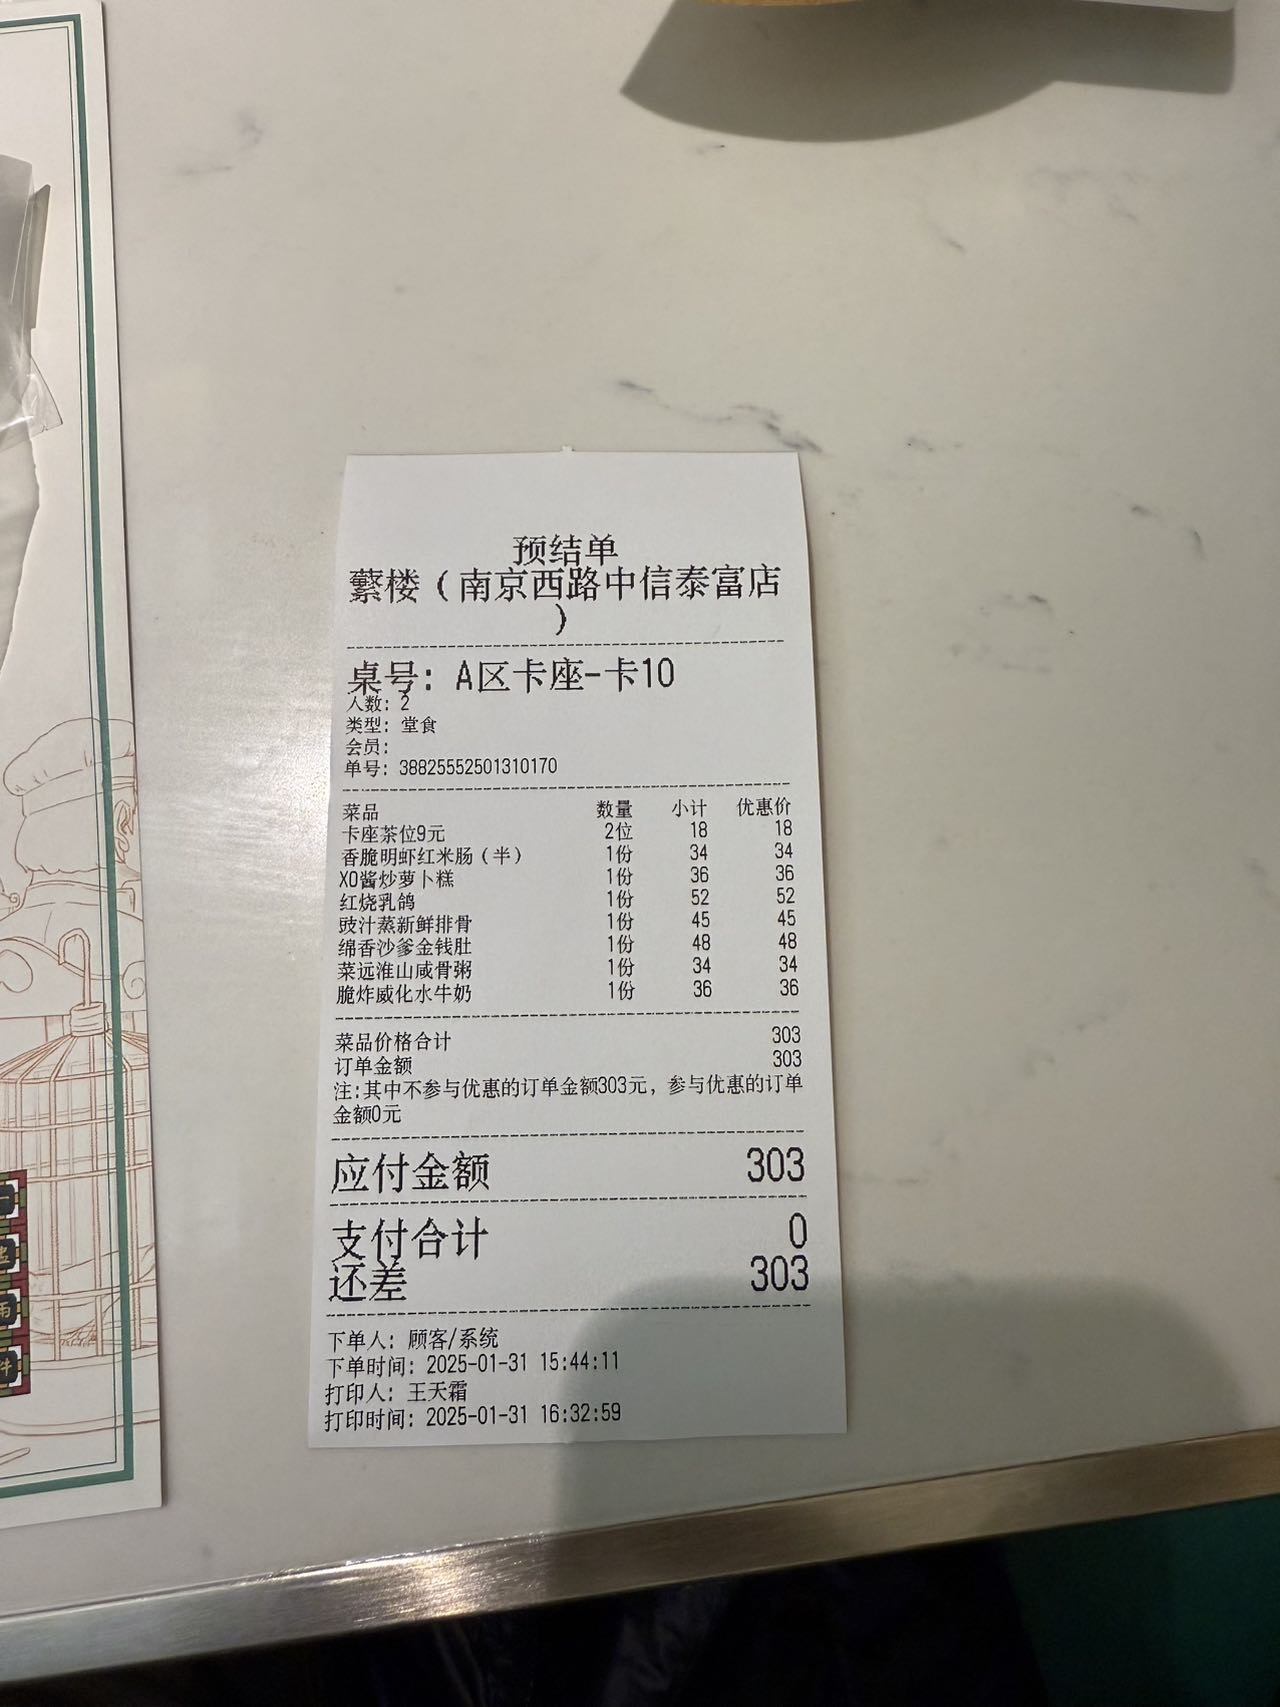 预结单
蘩楼（南京西路中信泰富店
）
桌号：A区卡座-卡10
人数：2
类型：堂食
会员：
单号：38825552501310170
菜品 数量 小计 优惠价
卡座茶位9元 2位 18 18
香脆明虾红米肠（半） 1份 34 34
XO酱炒萝卜糕 1份 36 36
红烧乳鸽 1份 52 52
豉汁蒸新鲜排骨 1份 45 45
绵香沙爹金钱肚 1份 48 48
菜远淮山咸骨粥 1份 34 34
脆炸威化水牛奶 1份 36 36
菜品价格合计 303
订单金额 303
注：其中不参与优惠的订单金额303元，参与优惠的订单
金额0元
应付金额 303
支付合计 0
还差 303
下单人：顾客/系统
下单时间：2025-01-31 15:44:11
打印人：王天霜
打印时间：2025-01-31 16:32:59